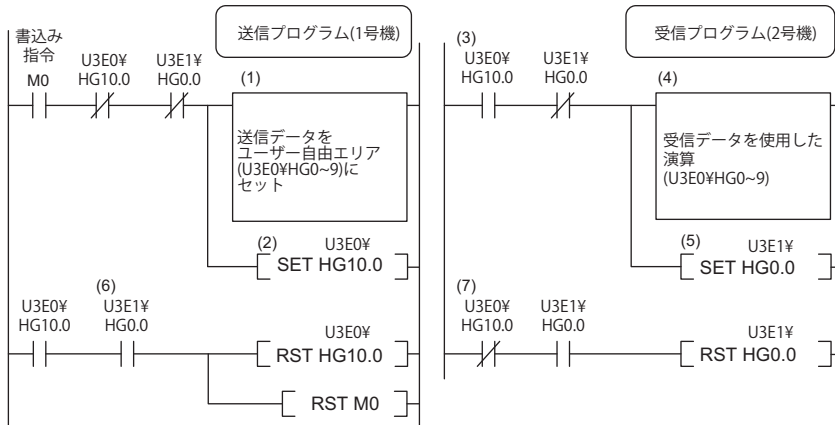 送信プログラム(1号機)
書込み
指令
M0
U3E0¥
HG10.0
U3E1¥
HG0.0
(1)
送信データを
ユーザー自由エリア
(U3E0¥HG0~9)に
セット
(2)
U3E0¥
SET HG10.0
U3E0¥
HG10.0
(6)
U3E1¥
HG0.0
U3E0¥
RST HG10.0
RST M0
受信プログラム(2号機)
(3)
U3E0¥
HG10.0
U3E1¥
HG0.0
(4)
受信データを使用した
演算
(U3E0¥HG0~9)
(5)
U3E1¥
SET HG0.0
(7)
U3E0¥
HG10.0
U3E1¥
HG0.0
U3E1¥
RST HG0.0